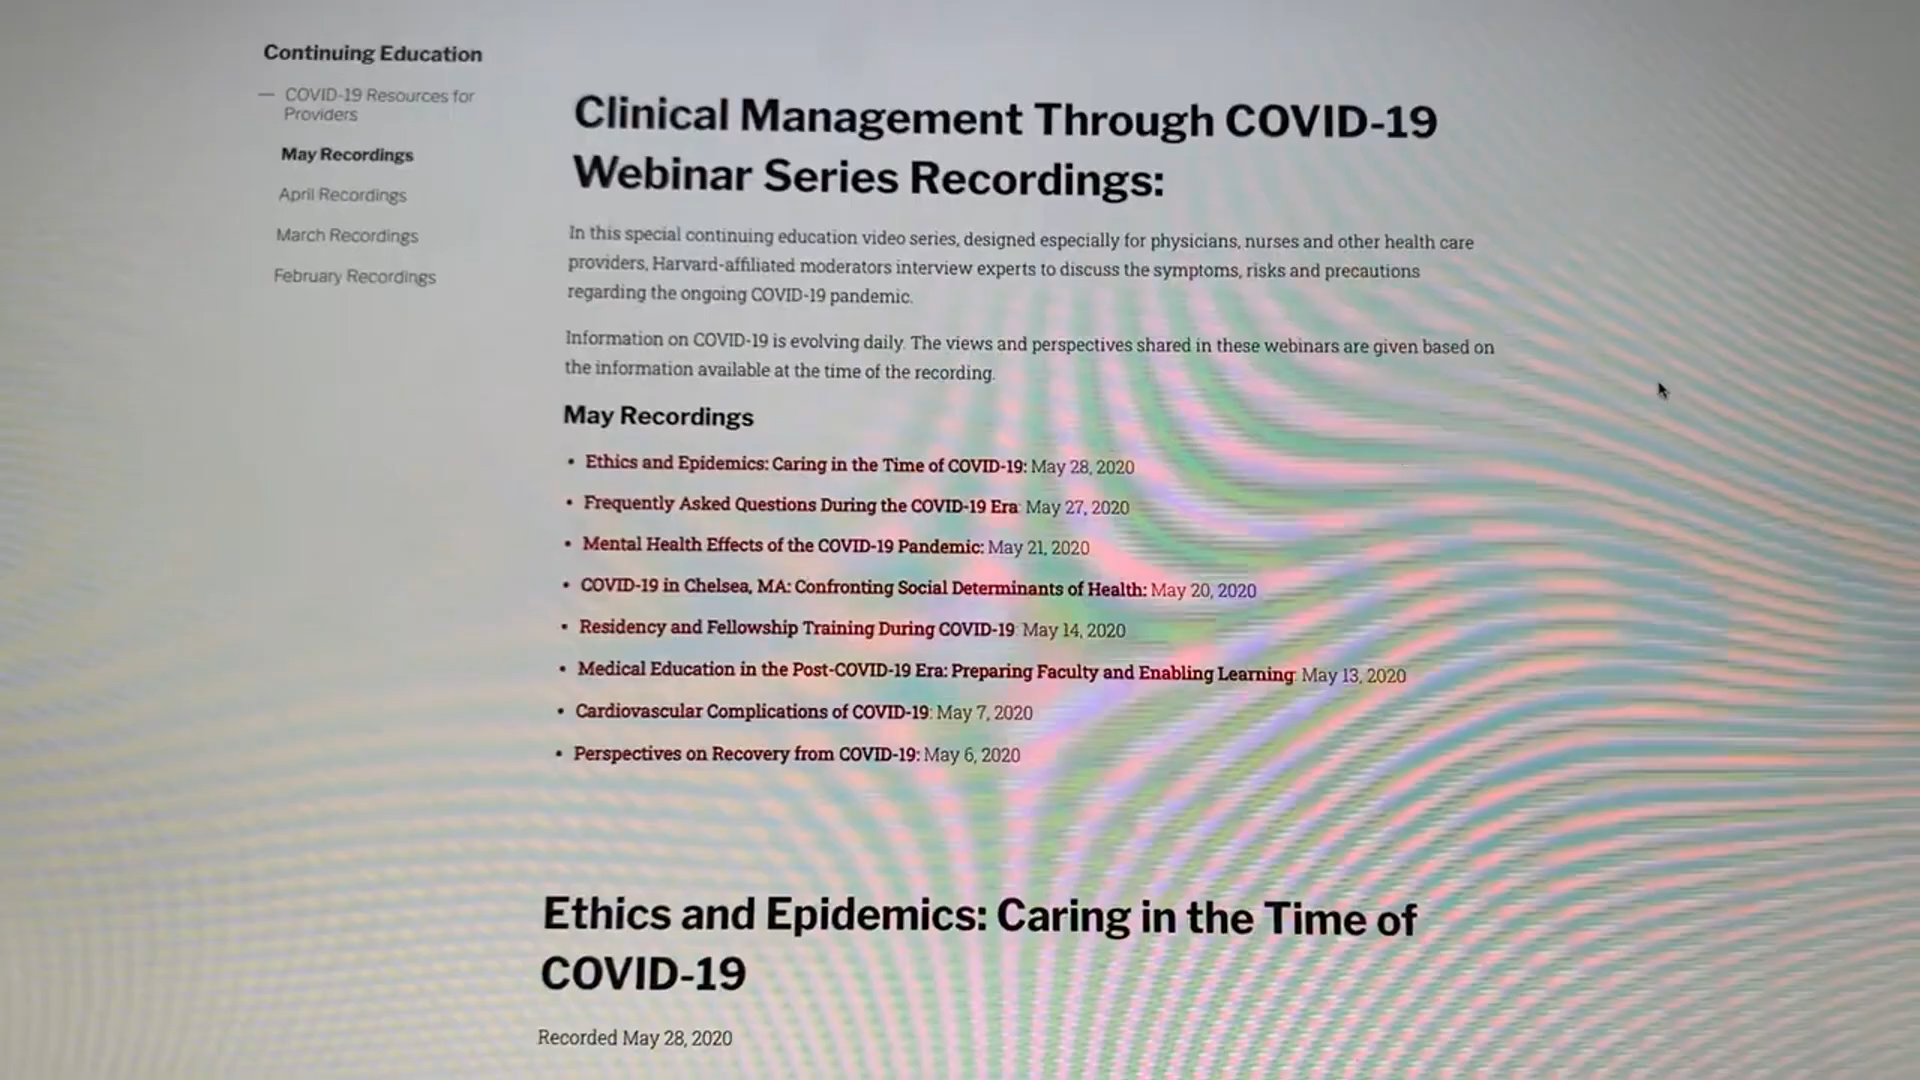 Continuing Education
— COVID-19 Resources for
Providers
May Recordings
April Recordings
March Recordings
February Recordings
Clinical Management Through COVID-19
Webinar Series Recordings:
In this special continuing education video series, designed especially for physicians, nurses and other health care
providers, Harvard-affiliated moderators interview experts to discuss the symptoms, risks and precautions
regarding the ongoing COVID-19 pandemic.
Information on COVID-19 is evolving daily. The views and perspectives shared in these webinars are given based on
the information available at the time of the recording.
May Recordings
• Ethics and Epidemics: Caring in the Time of COVID-19: May 28, 2020
• Frequently Asked Questions During the COVID-19 Era: May 27, 2020
• Mental Health Effects of the COVID-19 Pandemic: May 21, 2020
• COVID-19 in Chelsea, MA: Confronting Social Determinants of Health: May 20, 2020
• Residency and Fellowship Training During COVID-19: May 14, 2020
• Medical Education in the Post-COVID-19 Era: Preparing Faculty and Enabling Learning: May 13, 2020
• Cardiovascular Complications of COVID-19: May 7, 2020
• Perspectives on Recovery from COVID-19: May 6, 2020
Ethics and Epidemics: Caring in the Time of
COVID-19
Recorded May 28, 2020